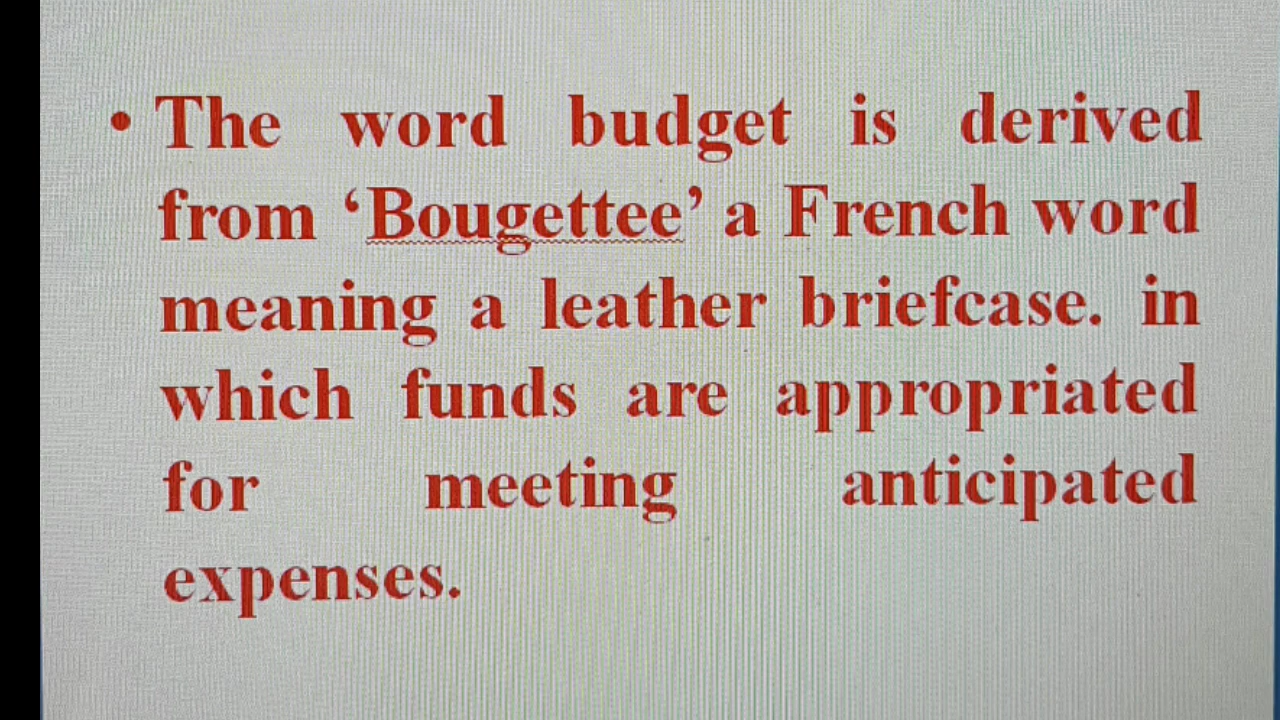 • The word budget is derived
from ‘Bougettee’ a French word
meaning a leather briefcase. in
which funds are appropriated
for meeting anticipated
expenses.